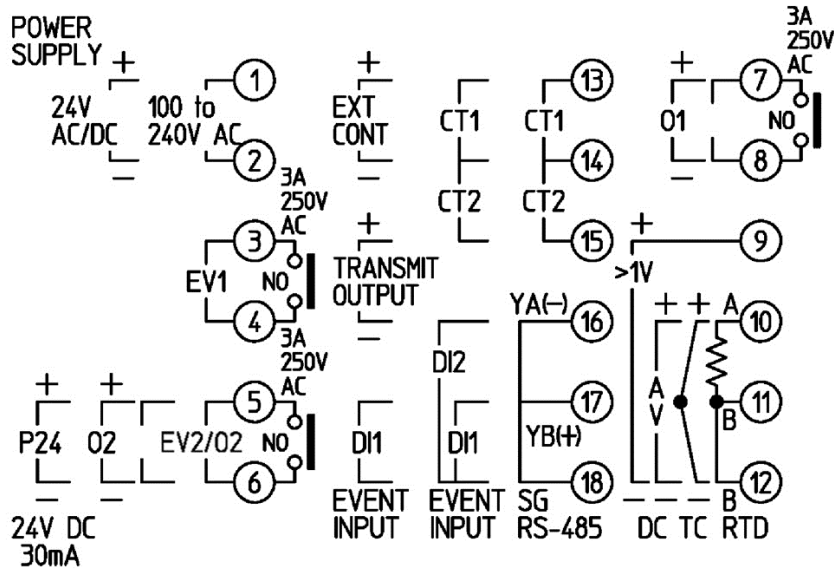 POWER
SUPPLY
+ + + 13 + 7 3A
250V
AC
1
24V
AC/DC
100 to
240V AC
EXT
CONT
CT1 CT1 O1 NO
− 2 − 14 − 8
3A
250V
AC
CT2 CT2
3 + 15 + 9
EV1 NO TRANSMIT
OUTPUT
>1V
4 − YA(−) 16 + + A 10
3A
250V
AC
DI2
+ + 5 17 A
V
B 11
P24 O2 EV2/O2 NO DI1 DI1 YB(+)
− − 6 18 − − − − B 12
24V DC
30mA
EVENT
INPUT
EVENT
INPUT
SG
RS-485 DC TC RTD